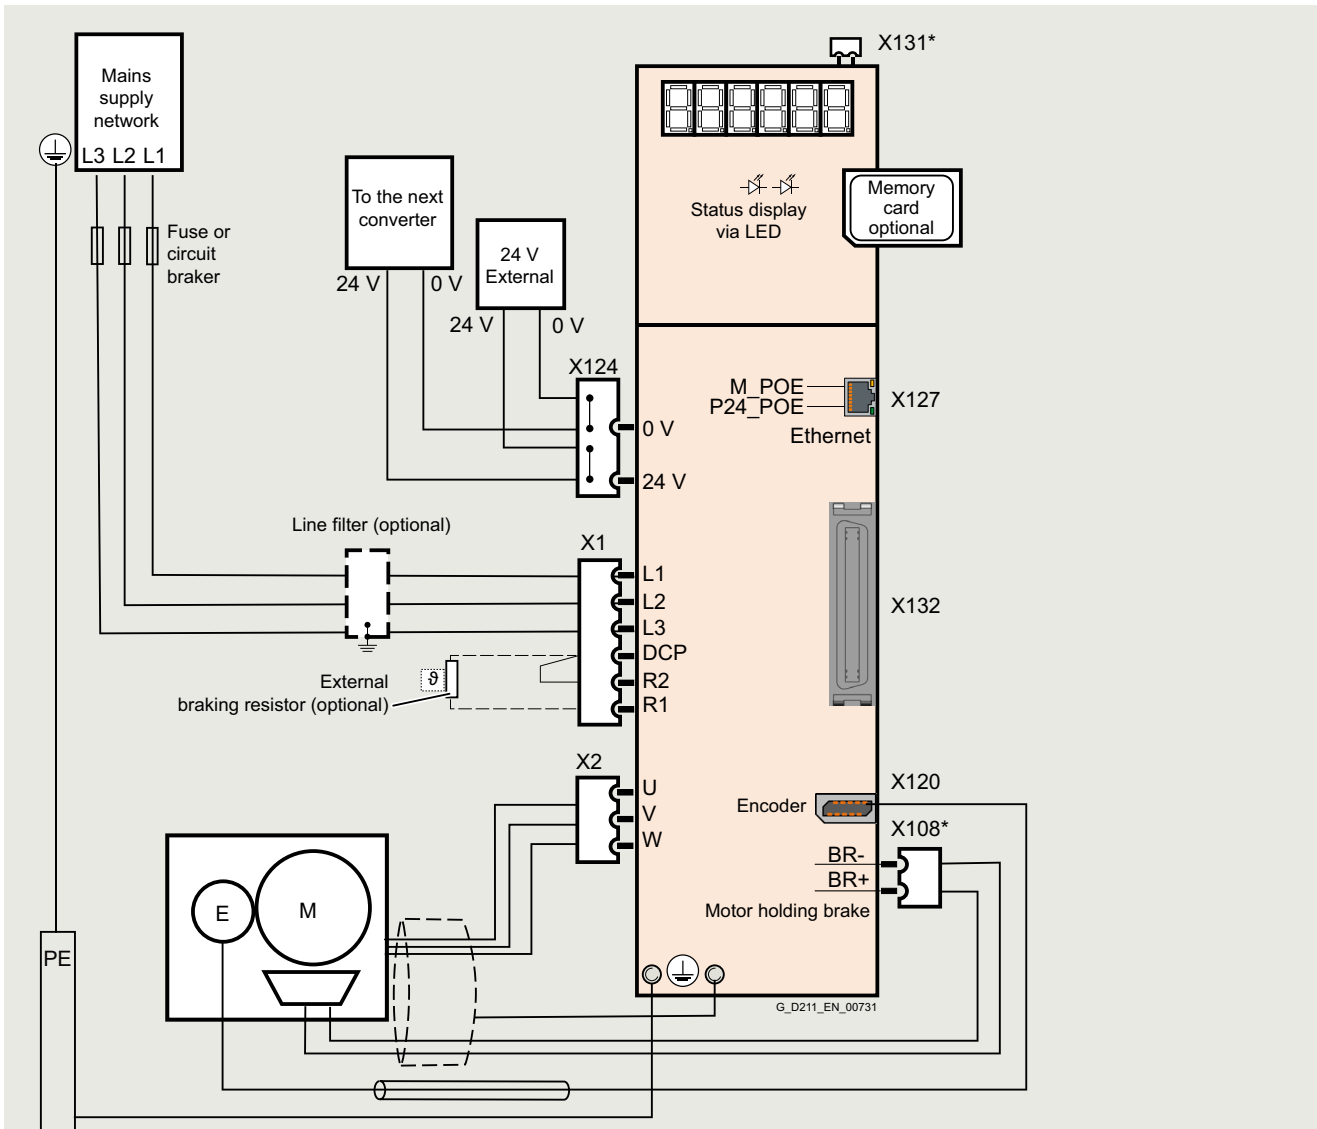 X131*
Mains
supply
network
L3 L2 L1
Fuse or
circuit
braker
To the next
converter
24 V
0 V
24 V
External
24 V
0 V
Status display
via LED
Memory
card
optional
X124
0 V
24 V
M_POE
P24_POE
Ethernet
X127
Line filter (optional)
X1
L1
L2
L3
DCP
R2
R1
ϑ
External
braking resistor (optional)
X132
X2
U
V
W
Encoder
X120
X108*
BR-
BR+
Motor holding brake
E
M
PE
G_D211_EN_00731